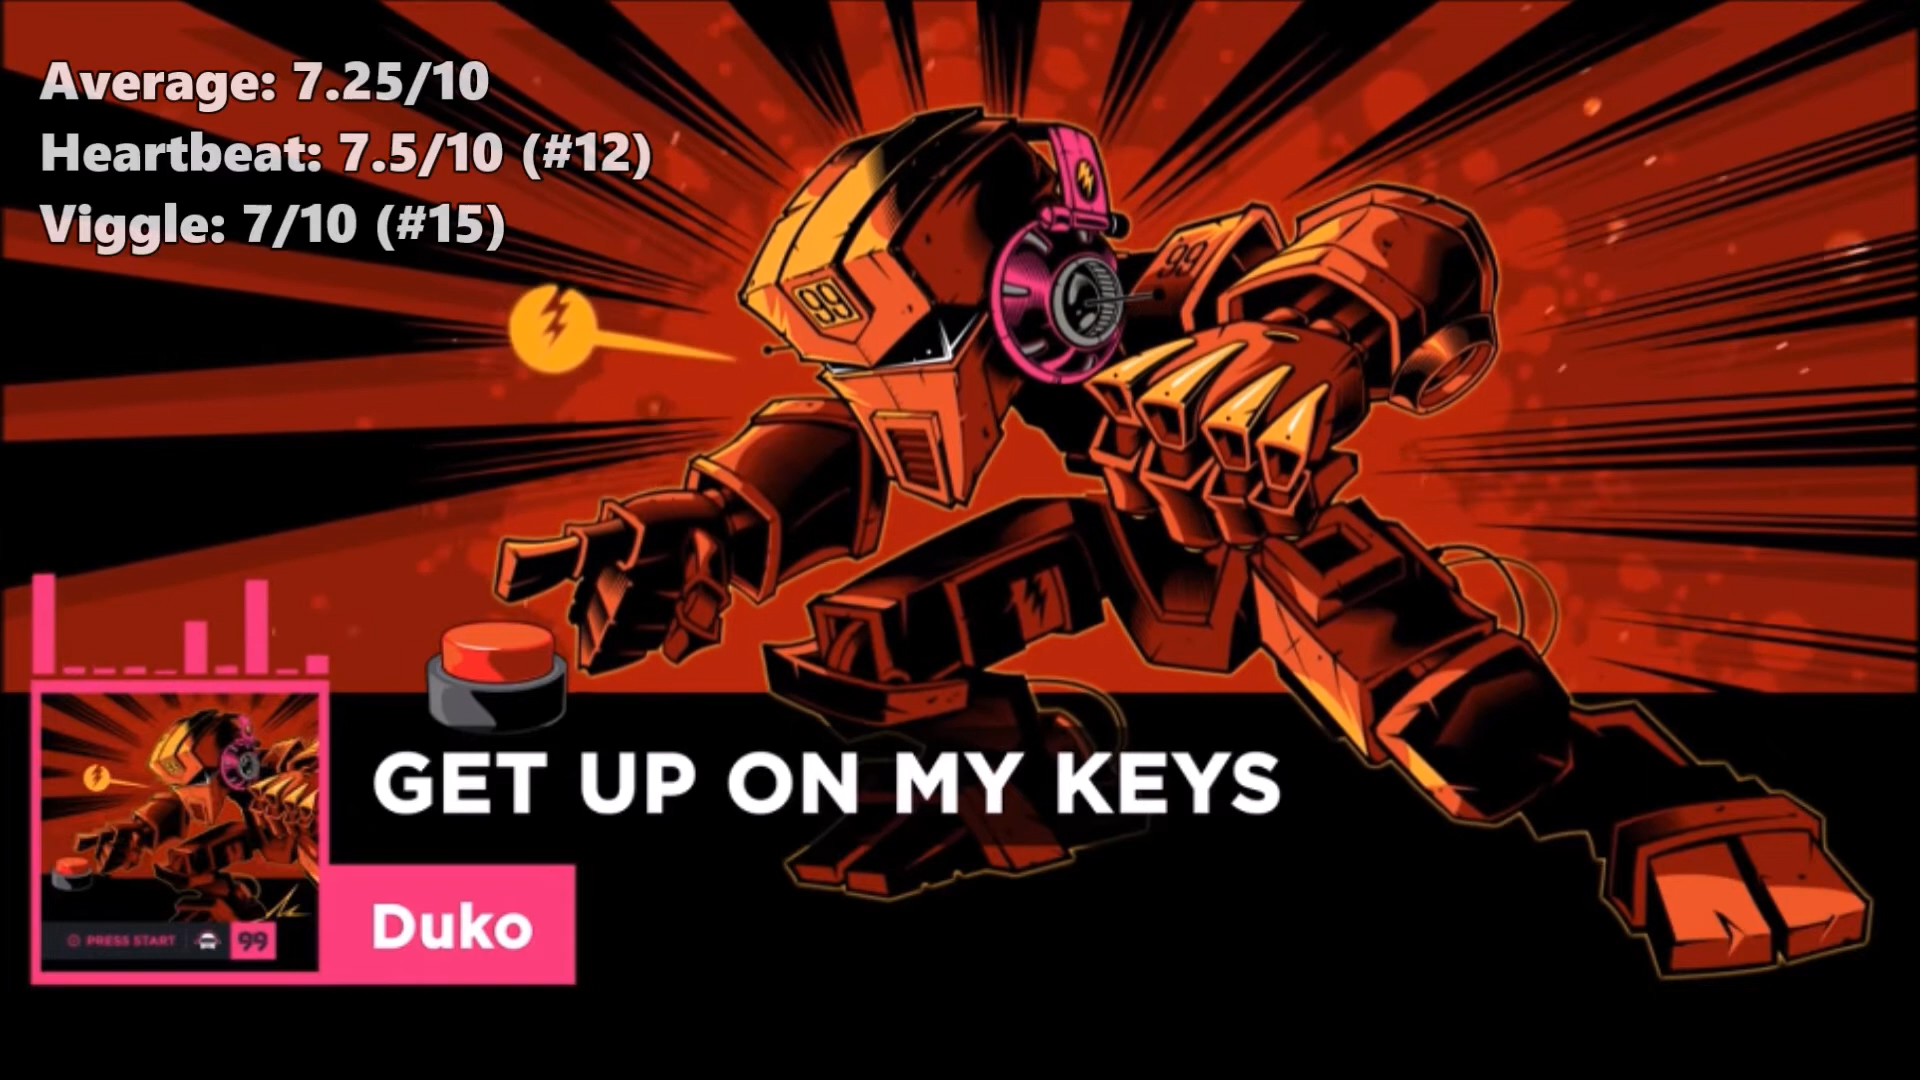 Average: 7.25/10
Heartbeat: 7.5/10 (#12)
Viggle: 7/10 (#15)
99
99
GET UP ON MY KEYS
Duko
PRESS START
99